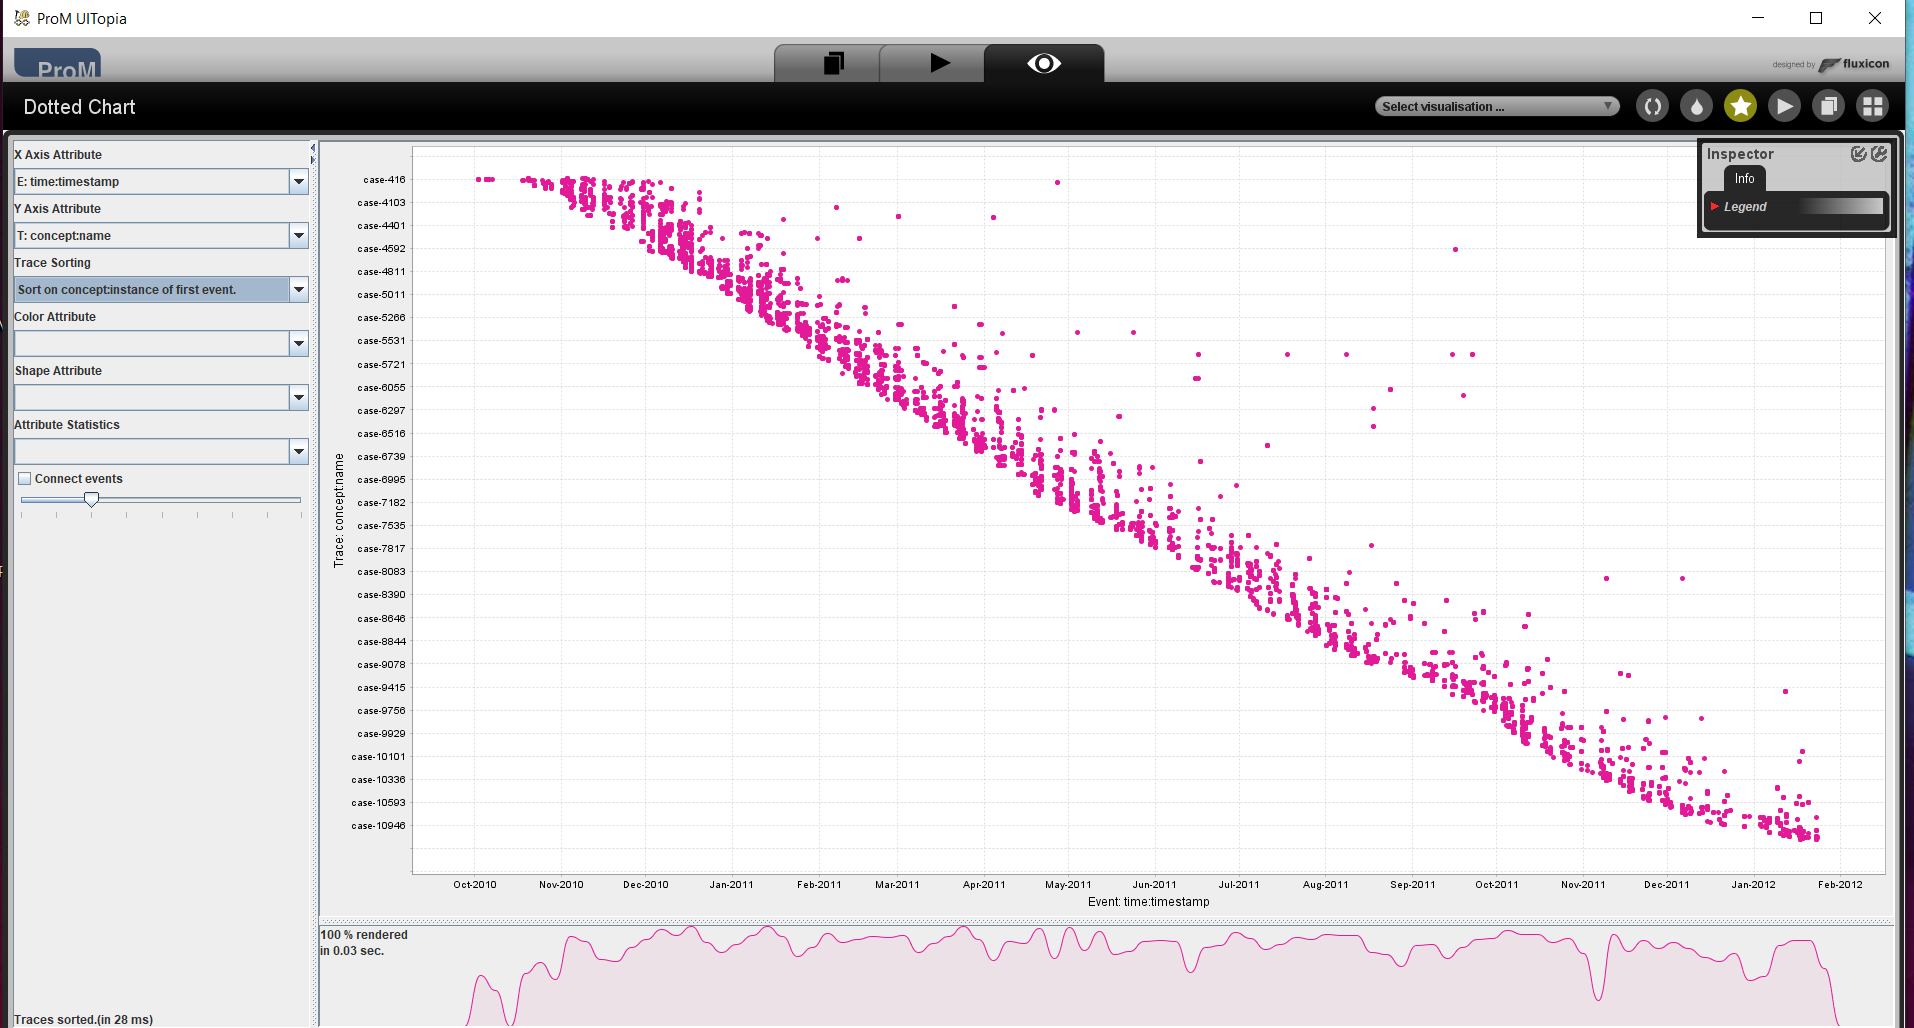 ProM UITopia
ProM
designed by fluxicon
Dotted Chart
Select visualisation ...
X Axis Attribute
E: time:timestamp
Y Axis Attribute
T: concept:name
Trace Sorting
Sort on concept:instance of first event.
Color Attribute
Shape Attribute
Attribute Statistics
Connect events
Traces sorted.(in 28 ms)
Inspector
Info
Legend
Trace: concept:name
case-416
case-4103
case-4401
case-4592
case-4811
case-5011
case-5266
case-5531
case-5721
case-6055
case-6297
case-6516
case-6739
case-6995
case-7182
case-7535
case-7817
case-8083
case-8390
case-8646
case-8844
case-9078
case-9415
case-9756
case-9929
case-10101
case-10336
case-10593
case-10946
Oct-2010 Nov-2010 Dec-2010 Jan-2011 Feb-2011 Mar-2011 Apr-2011 May-2011 Jun-2011 Jul-2011 Aug-2011 Sep-2011 Oct-2011 Nov-2011 Dec-2011 Jan-2012 Feb-2012
Event: time:timestamp
100 % rendered
in 0.03 sec.